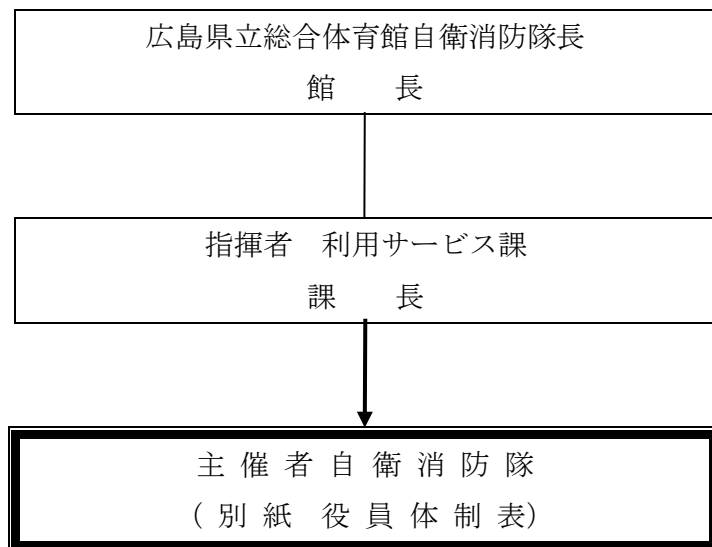 広島県立総合体育館自衛消防隊長
館　　長
指揮者　利用サービス課
課　　長
主 催 者 自 衛 消 防 隊
( 別 紙　役 員 体 制 表)